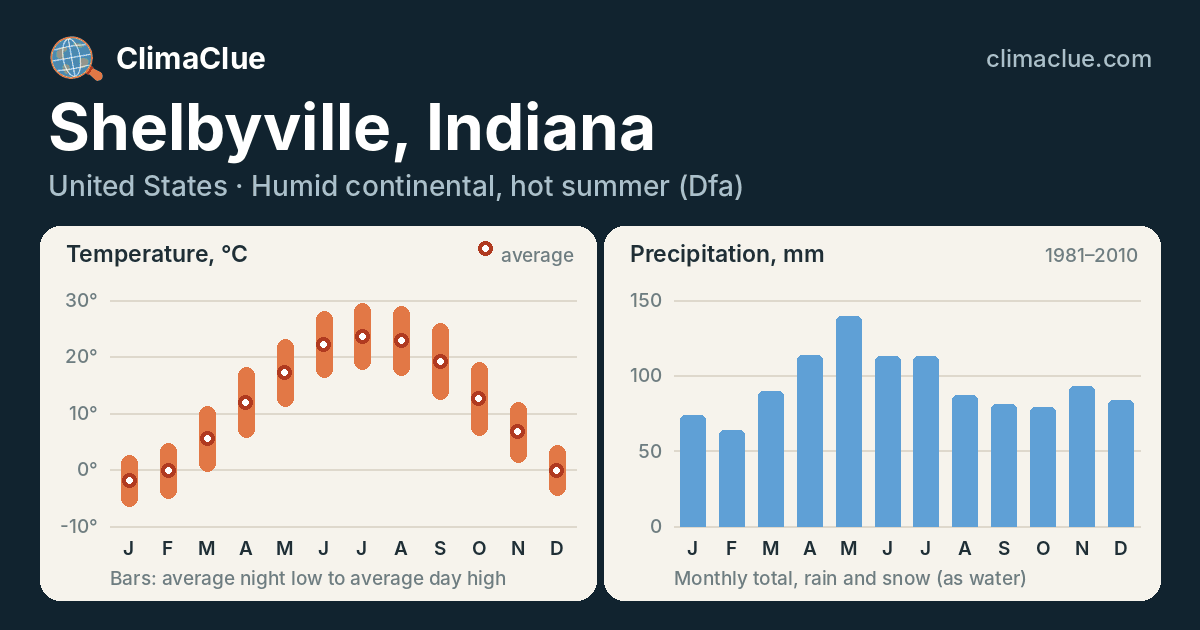 ClimaClue
climaclue.com
Shelbyville, Indiana
United States · Humid continental, hot summer (Dfa)
Temperature, °C
average
30°
20°
10°
0°
-10°
J F M A M J J A S O N D
Bars: average night low to average day high
Precipitation, mm
1981–2010
150
100
50
0
J F M A M J J A S O N D
Monthly total, rain and snow (as water)